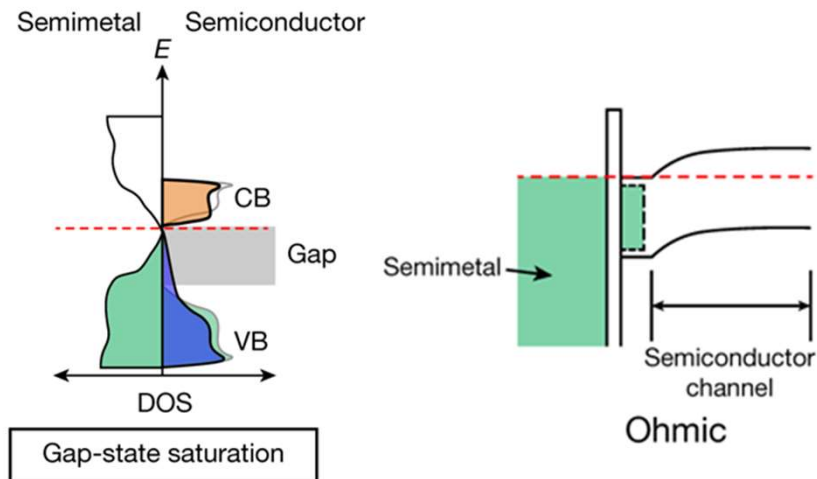 Semimetal Semiconductor
E
CB
Gap
VB
DOS
Gap-state saturation
Semimetal
Semiconductor
channel
Ohmic